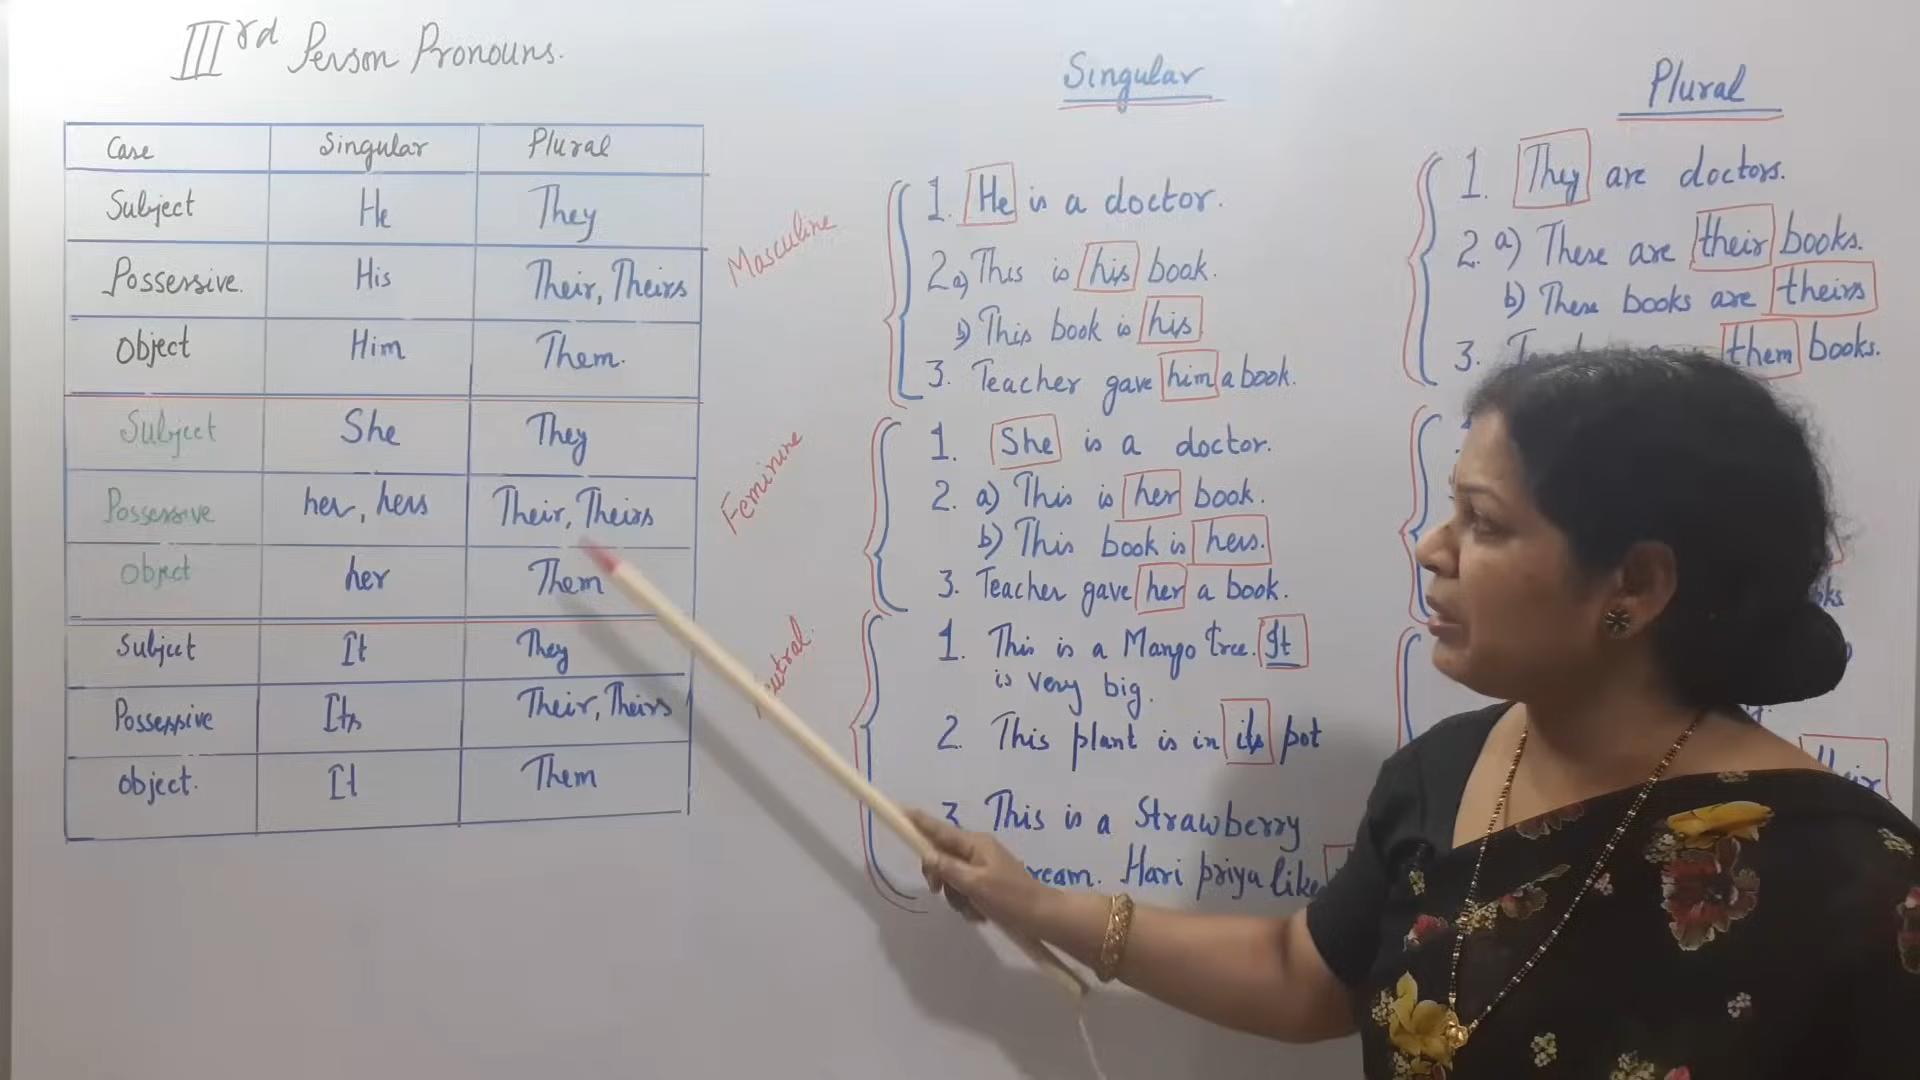 IIIrd Person Pronouns.
Case Singular Plural
Subject He They
Possessive. His Their, Theirs
Object Him Them.
Subject She They
Possessive her, hers Their, Theirs
Object her Them
Subject It They
Possessive Its Their, Theirs
Object. It Them
Masculine
Feminine
Singular
1. He is a doctor.
2 a) This is his book.
b) This book is his
3. Teacher gave him a book.
1. She is a doctor.
2. a) This is her book.
b) This book is hers.
3. Teacher gave her a book.
1. This is a Mango tree. It
is very big.
2. This plant is in its pot
3 This is a Strawberry
Hari priya like
Plural
1. They are doctors.
2. a) These are their books.
b) These books are theirs
3. them books.